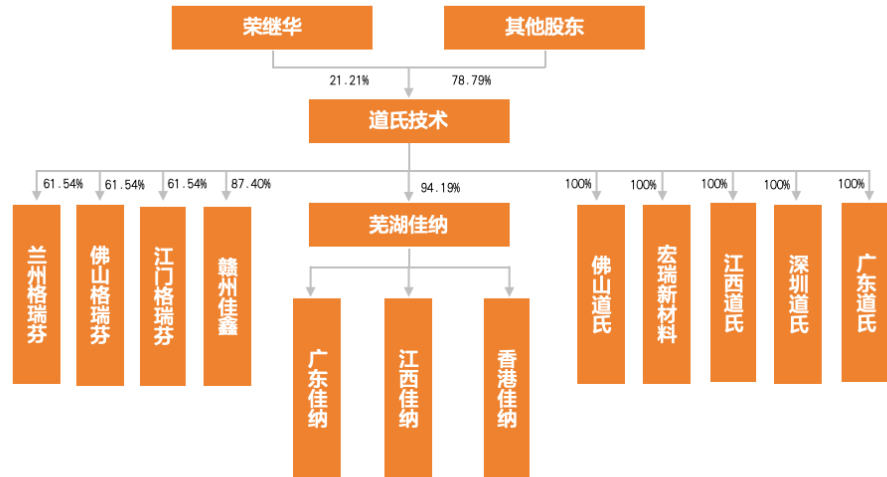 荣继华
其他股东
21.21%
78.79%
道氏技术
61.54%
61.54%
61.54%
87.40%
94.19%
100%
100%
100%
100%
100%
兰州格瑞芬
佛山格瑞芬
江门格瑞芬
赣州佳鑫
芜湖佳纳
佛山道氏
宏瑞新材料
江西道氏
深圳道氏
广东道氏
广东佳纳
江西佳纳
香港佳纳